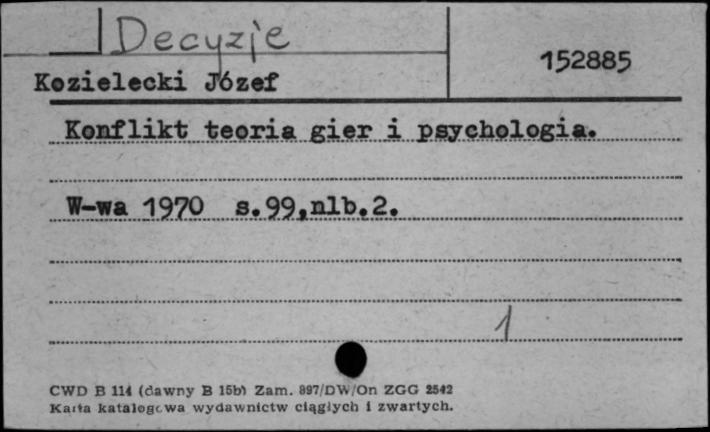 Decyzje
152885
Kozielecki Józef
Konflikt teoria gier i psychologia.
W-wa 1970 s.99,nlb.2.
1
CWD B 114 (dawny B 15b) Zam. 897/DW/On ZGG 2542
Karta katalogowa wydawnictw ciągłych i zwartych.